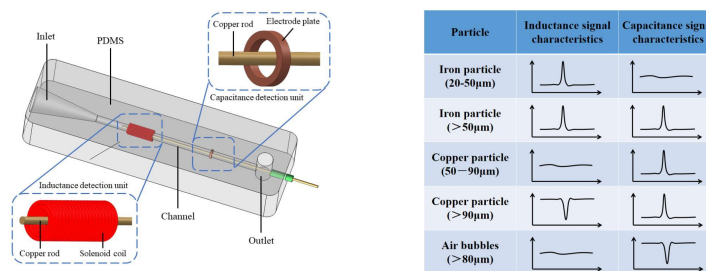 Inlet
PDMS
Copper rod
Electrode plate
Capacitance detection unit
Inductance detection unit
Copper rod
Solenoid coil
Channel
Outlet
Particle
Inductance signal
characteristics
Capacitance sign
characteristics
Iron particle
(20-50μm)
Iron particle
(＞50μm)
Copper particle
(50－90μm)
Copper particle
(＞90μm)
Air bubbles
(＞80μm)